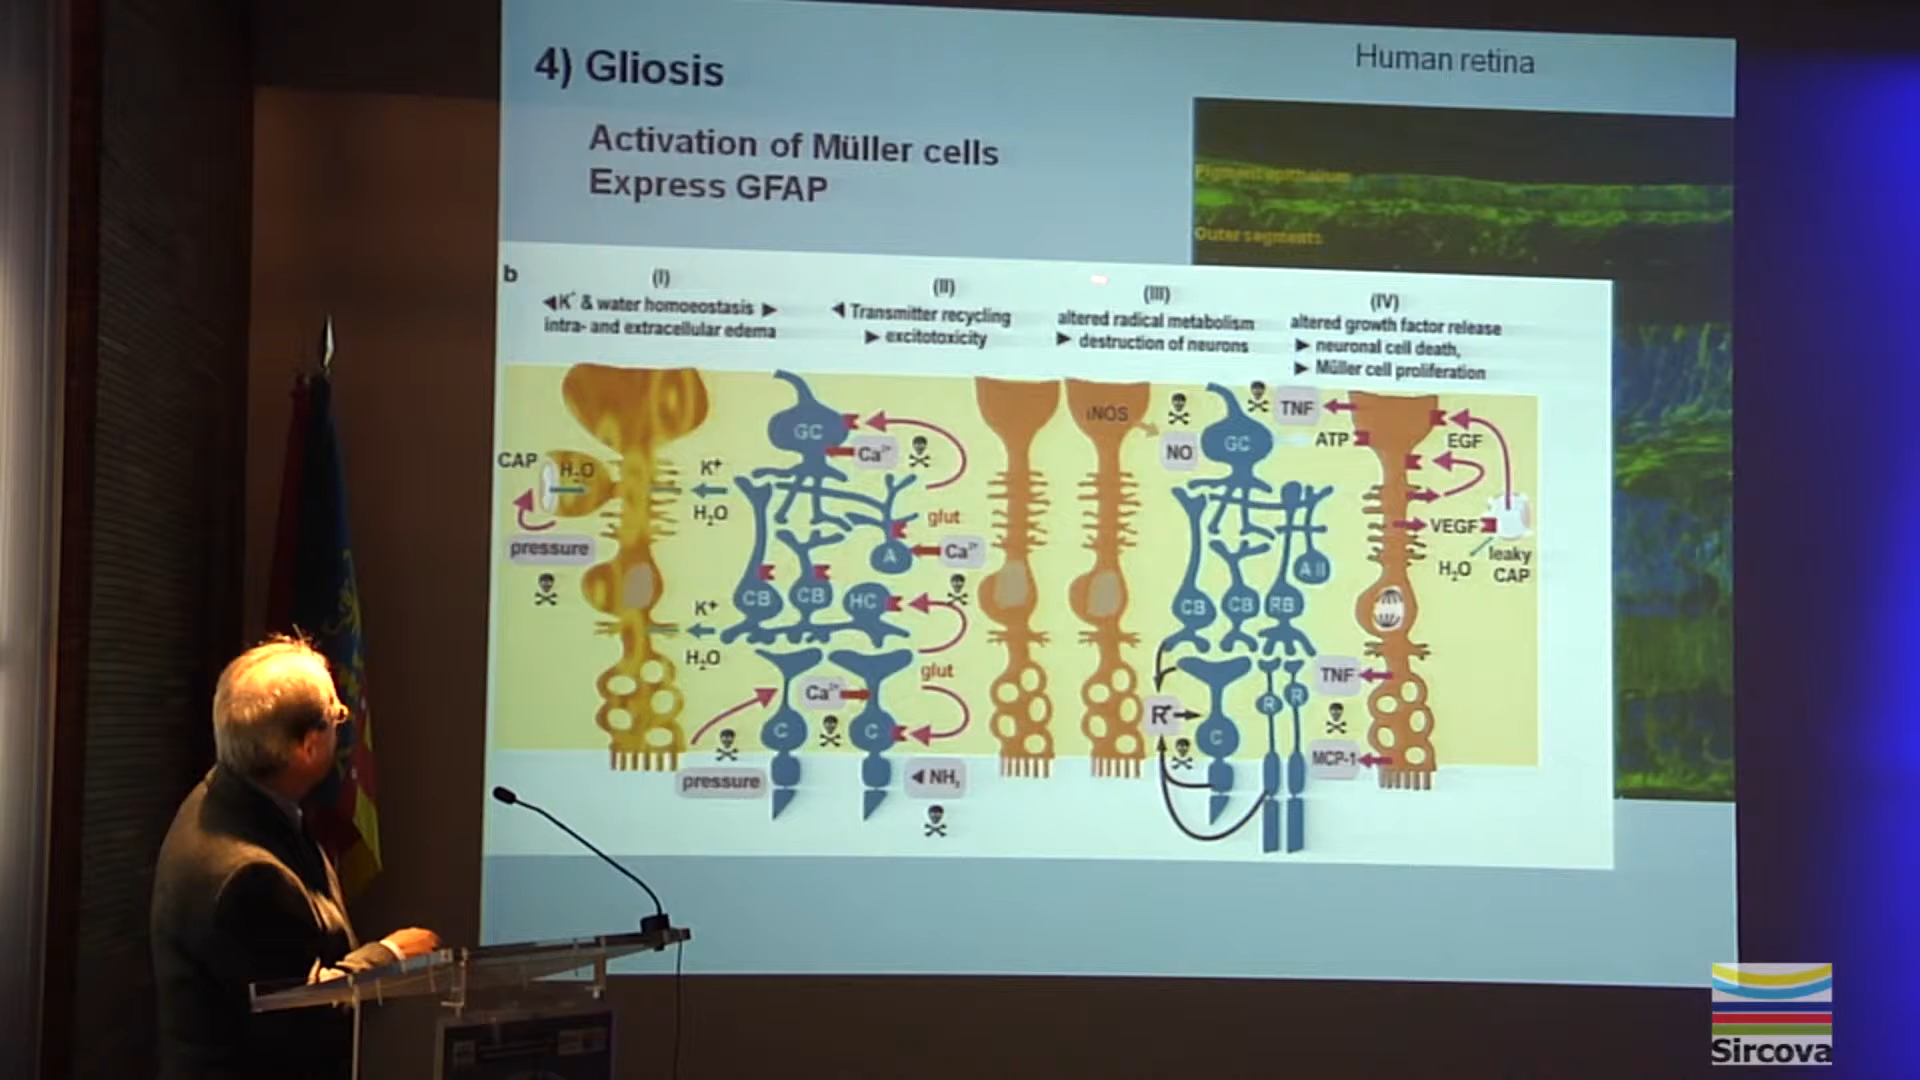 4) Gliosis
Human retina
Activation of Müller cells
Express GFAP
Pigment epithelium
Outer segments
b
(I)
◀K⁺ & water homoeostasis ▶
intra- and extracellular edema
(II)
◀ Transmitter recycling
▶ excitotoxicity
(III)
altered radical metabolism
▶ destruction of neurons
(IV)
altered growth factor release
▶ neuronal cell death,
▶ Müller cell proliferation
CAP
H₂O
pressure
K⁺
H₂O
K⁺
H₂O
GC
Ca²⁺
glut
A
Ca²⁺
CB
CB
HC
glut
Ca²⁺
C
C
pressure
◀ NH₃
iNOS
NO
GC
TNF
ATP
EGF
VEGF
H₂O
leaky
CAP
A II
CB
CB
RB
R
R
R
C
TNF
MCP-1
Sircova